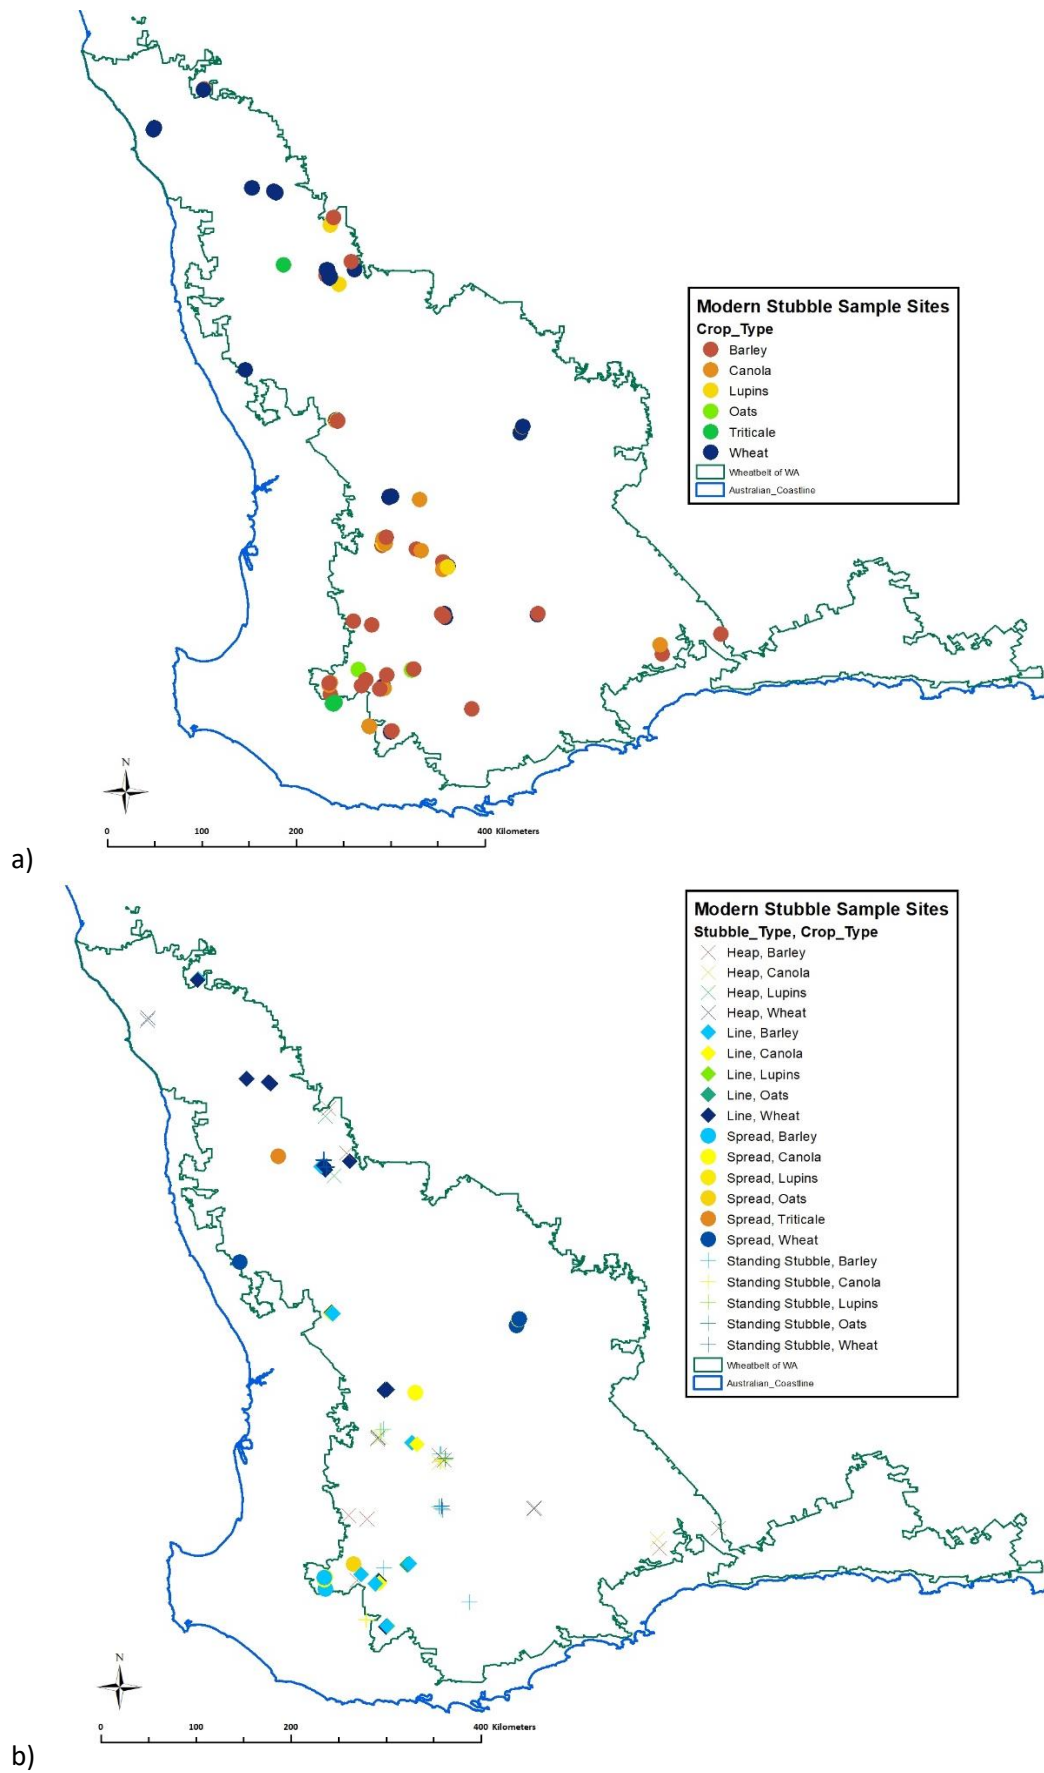 Modern Stubble Sample Sites
Crop_Type
Barley
Canola
Lupins
Oats
Triticale
Wheat
Wheatbelt of WA
Australian_Coastline
N
0 100 200 400 Kilometers
a)
Modern Stubble Sample Sites
Stubble_Type, Crop_Type
Heap, Barley
Heap, Canola
Heap, Lupins
Heap, Wheat
Line, Barley
Line, Canola
Line, Lupins
Line, Oats
Line, Wheat
Spread, Barley
Spread, Canola
Spread, Lupins
Spread, Oats
Spread, Triticale
Spread, Wheat
Standing Stubble, Barley
Standing Stubble, Canola
Standing Stubble, Lupins
Standing Stubble, Oats
Standing Stubble, Wheat
Wheatbelt of WA
Australian_Coastline
N
0 100 200 400 Kilometers
b)